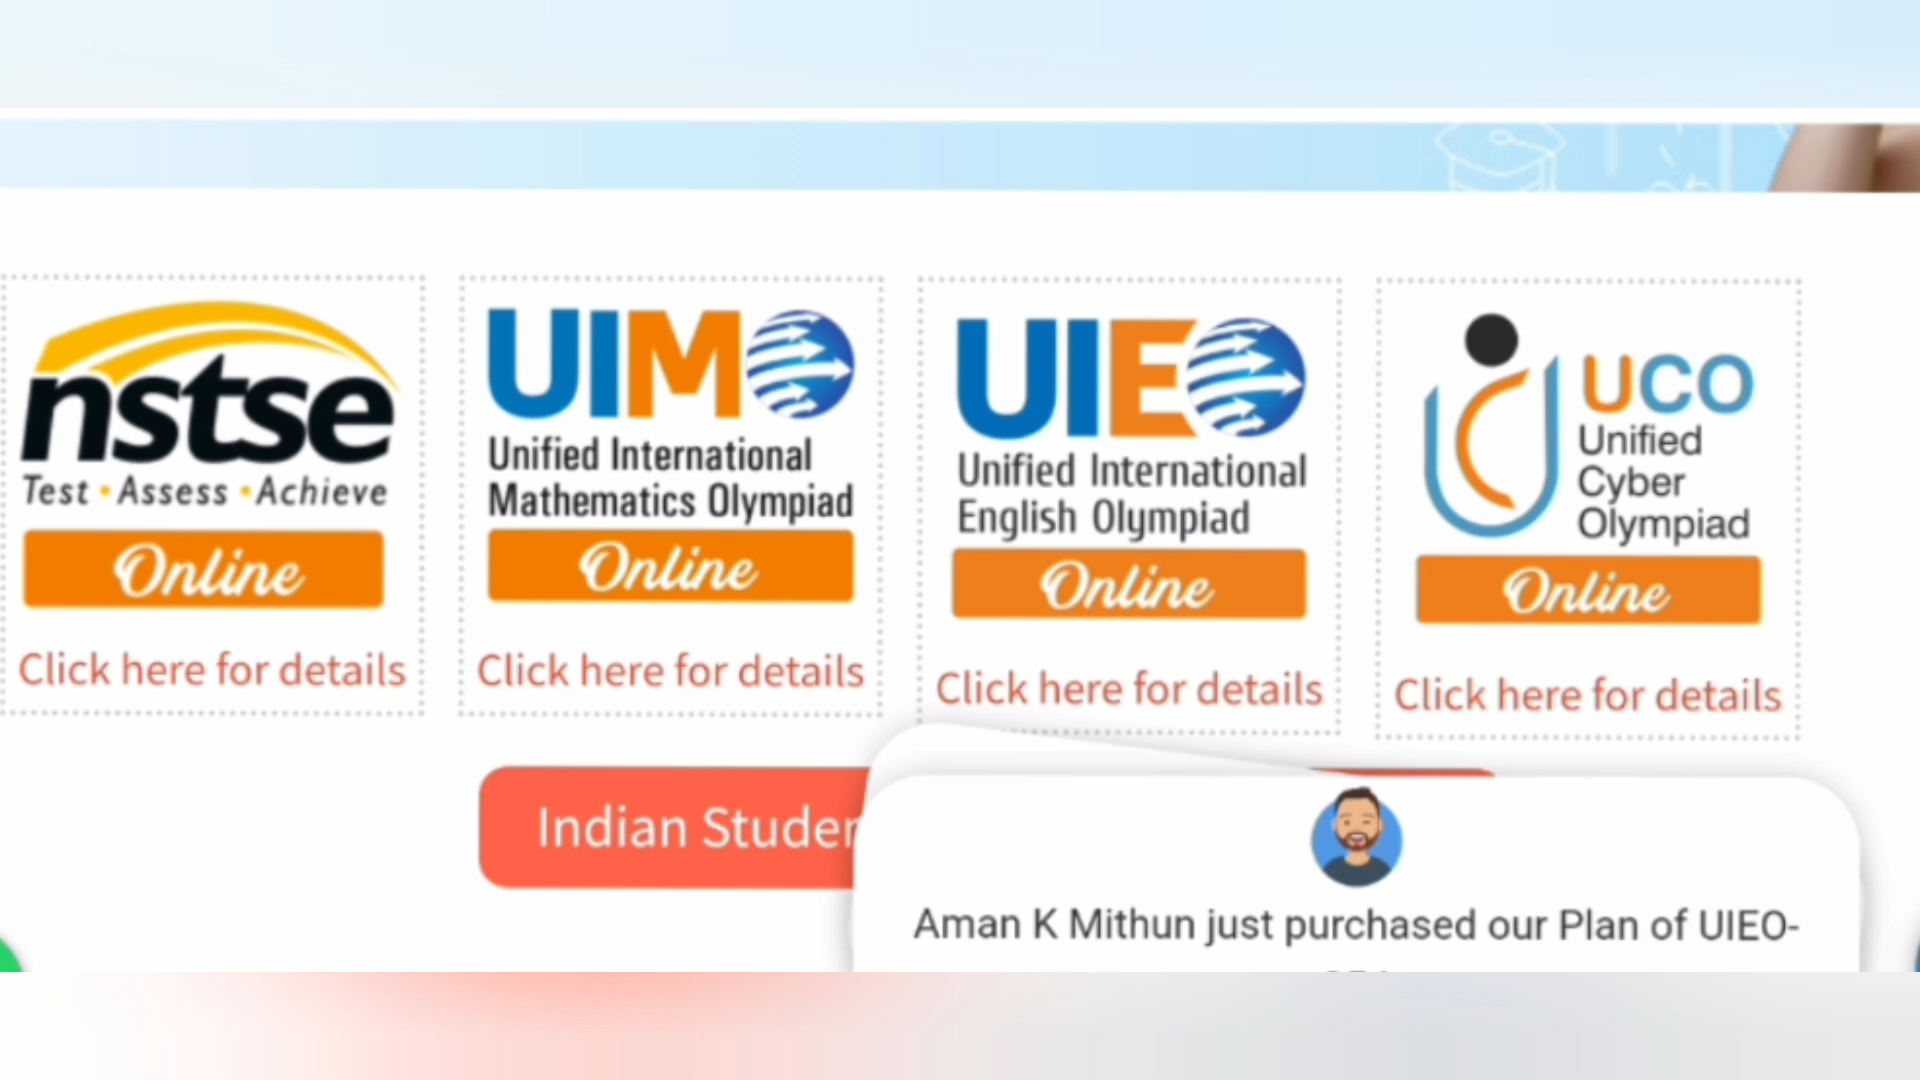 nstse
Test • Assess • Achieve
Online
Click here for details
UIM
Unified International
Mathematics Olympiad
Online
Click here for details
UIE
Unified International
English Olympiad
Online
Click here for details
UCO
Unified
Cyber
Olympiad
Online
Click here for details
Indian Studen
Aman K Mithun just purchased our Plan of UIEO-